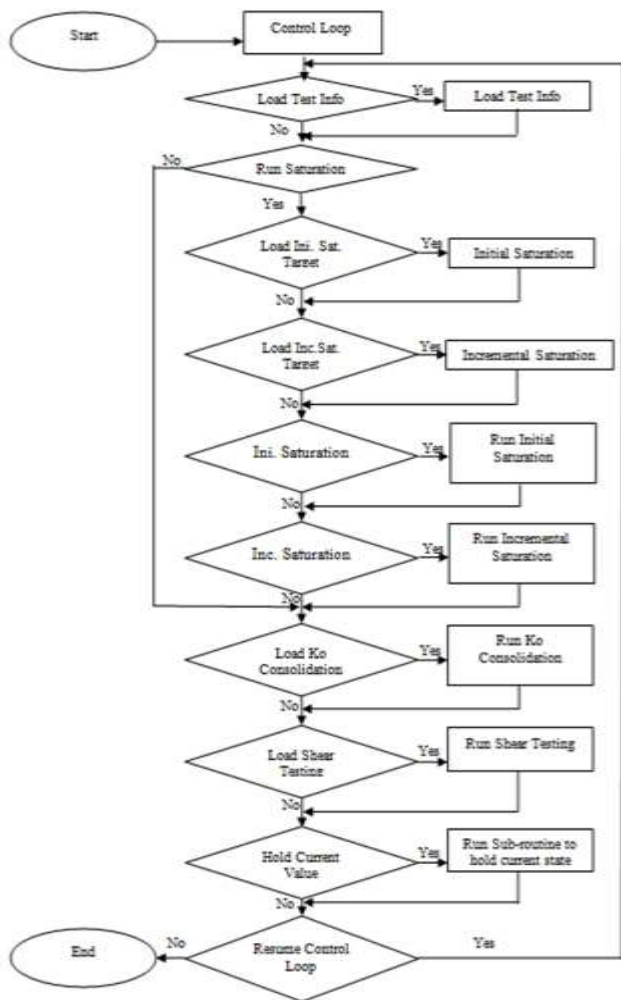 Start
Control Loop
Load Test Info
Yes
Load Test Info
No
No
Run Saturation
Yes
Load Ini. Sat.
Target
Yes
Initial Saturation
No
Load Inc.Sat.
Target
Yes
Incremental Saturation
No
Ini. Saturation
Yes
Run Initial
Saturation
No
Inc. Saturation
Yes
Run Incremental
Saturation
No
Load Ko
Consolidation
Yes
Run Ko
Consolidation
No
Load Shear
Testing
Yes
Run Shear Testing
No
Hold Current
Value
Yes
Run Sub-routine to
hold current state
No
End
No
Resume Control
Loop
Yes